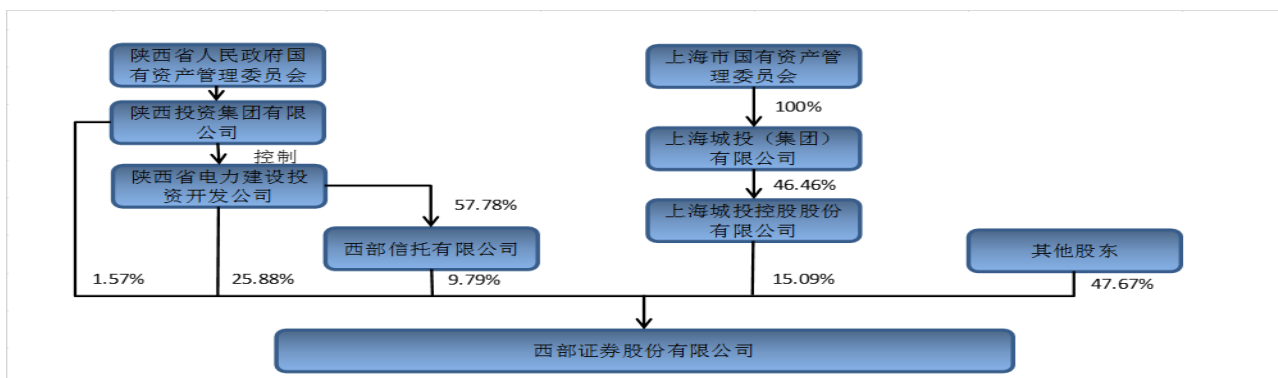 陕西省人民政府国
有资产管理委员会
上海市国有资产管
理委员会
100%
陕西投资集团有限
公司
上海城投（集团）
有限公司
控制
陕西省电力建设投
资开发公司
46.46%
57.78%
上海城投控股股份
有限公司
西部信托有限公司
其他股东
1.57%
25.88%
9.79%
15.09%
47.67%
西部证券股份有限公司